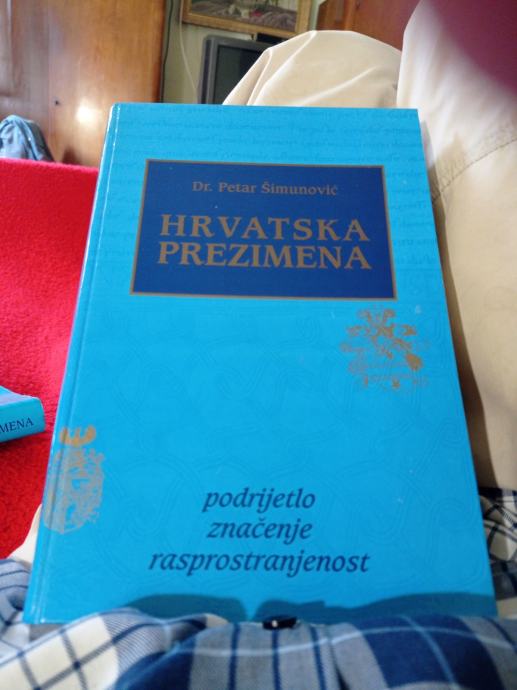 Dr. Petar Šimunović
HRVATSKA
PREZIMENA
podrijetlo
značenje
rasprostranjenost
MENA